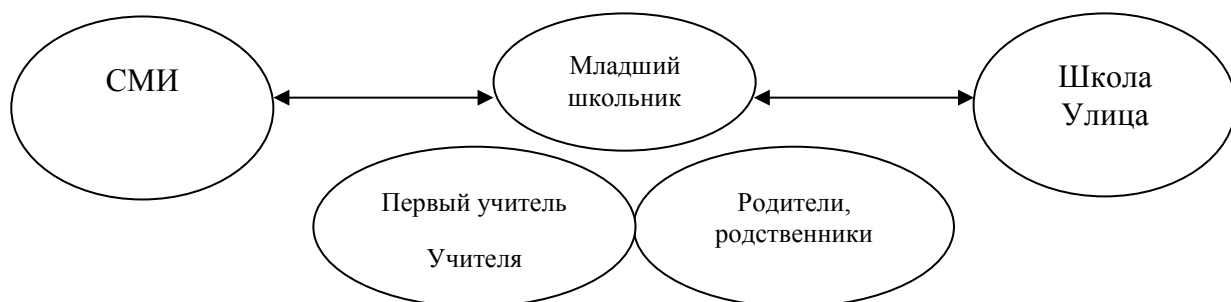 СМИ
Младший
школьник
Школа
Улица
Первый учитель
Учителя
Родители,
родственники